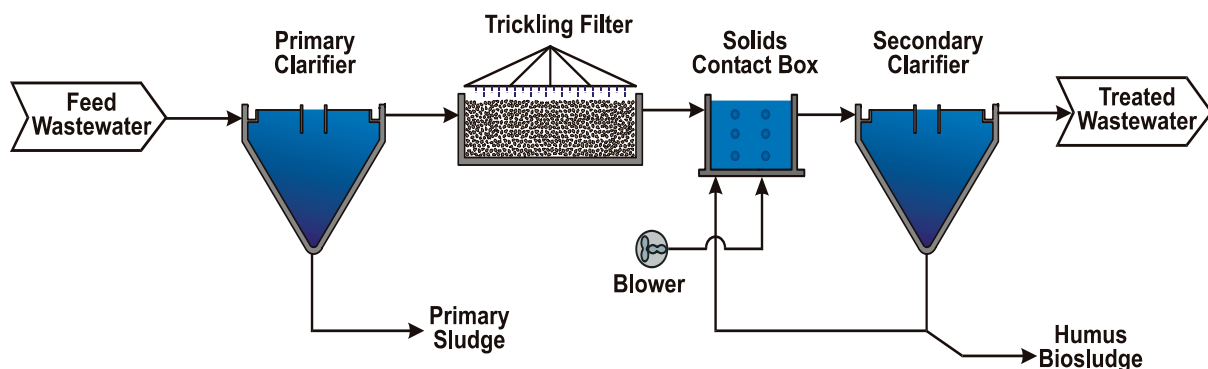 Trickling Filter
Primary
Clarifier
Solids
Contact Box
Secondary
Clarifier
Feed
Wastewater
Treated
Wastewater
Blower
Primary
Sludge
Humus
Biosludge